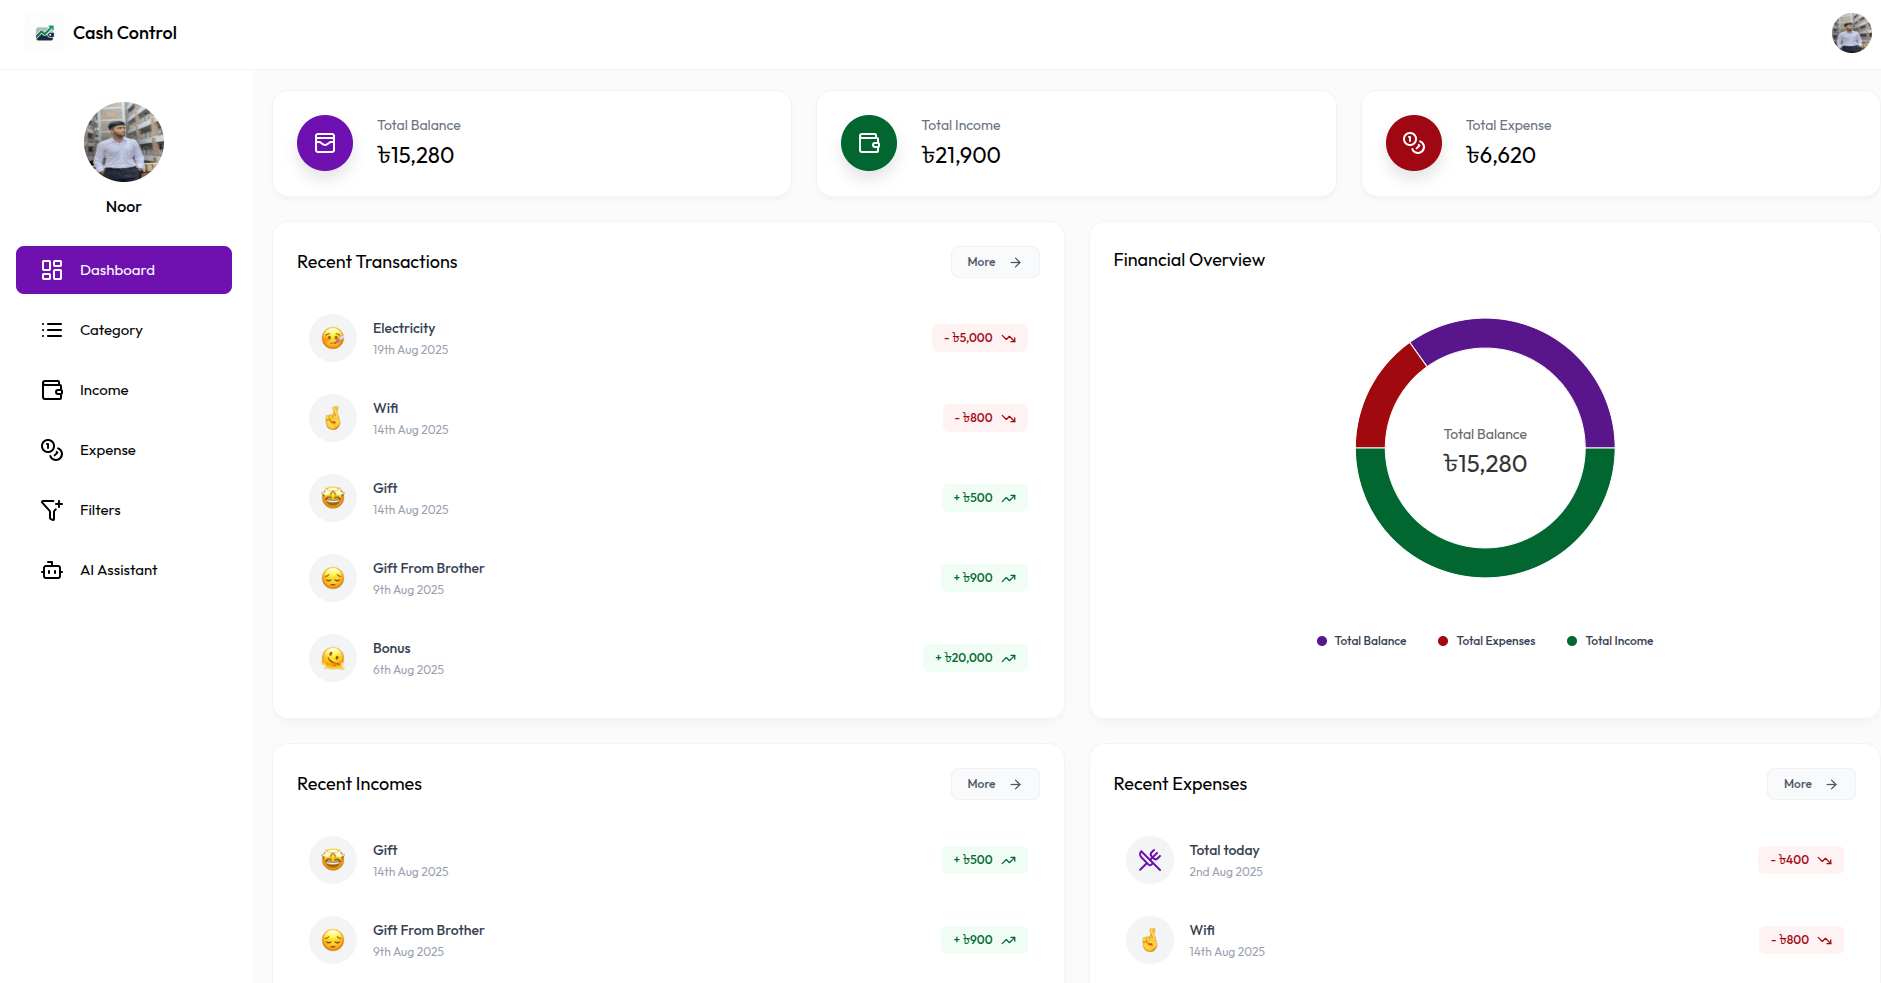 Cash Control
Noor
Dashboard
Category
Income
Expense
Filters
AI Assistant
Total Balance
৳15,280
Total Income
৳21,900
Total Expense
৳6,620
Recent Transactions
More
Electricity
19th Aug 2025
- ৳5,000
Wifi
14th Aug 2025
- ৳800
Gift
14th Aug 2025
+ ৳500
Gift From Brother
9th Aug 2025
+ ৳900
Bonus
6th Aug 2025
+ ৳20,000
Financial Overview
Total Balance
৳15,280
Total Balance
Total Expenses
Total Income
Recent Incomes
More
Gift
14th Aug 2025
+ ৳500
Gift From Brother
9th Aug 2025
+ ৳900
Recent Expenses
More
Total today
2nd Aug 2025
- ৳400
Wifi
14th Aug 2025
- ৳800